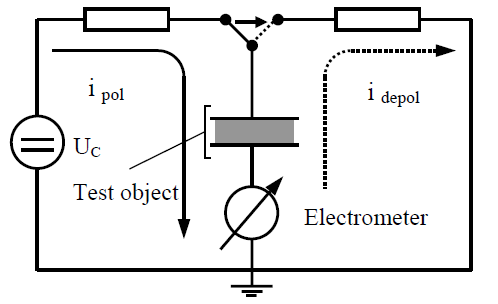 i pol
i depol
U_C
Test object
Electrometer